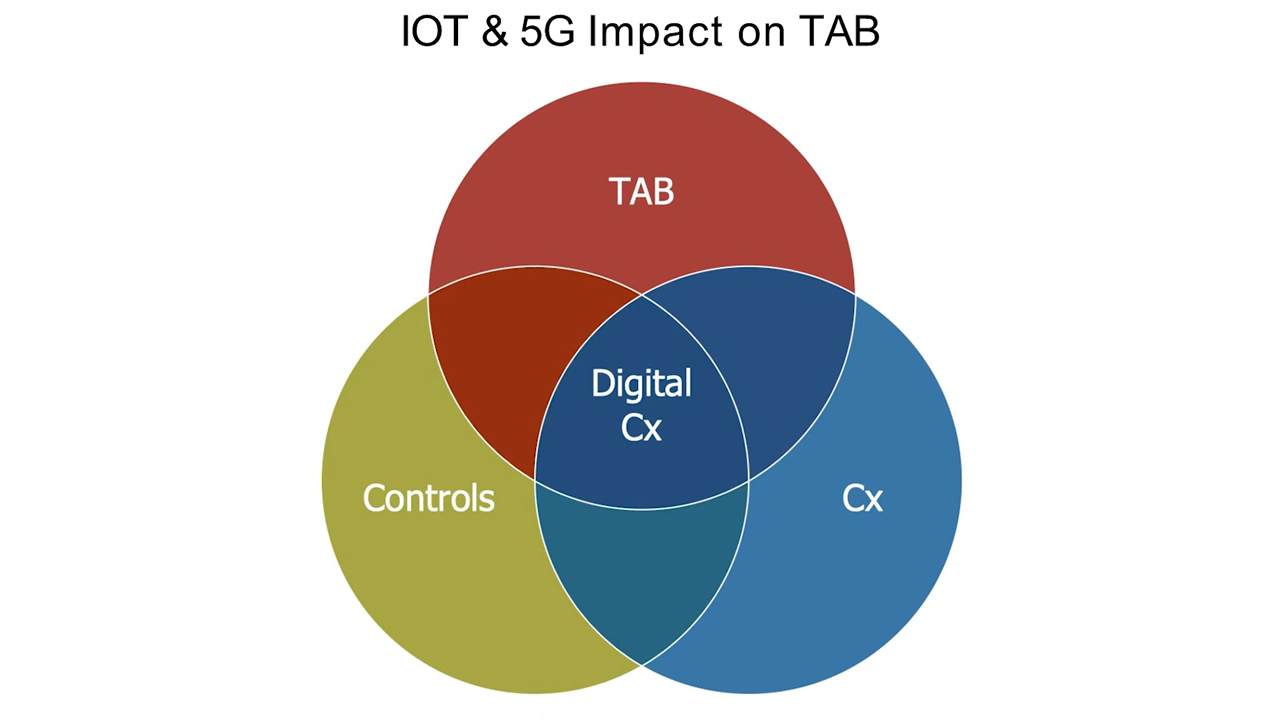 IOT & 5G Impact on TAB
TAB
Digital
Cx
Controls
Cx